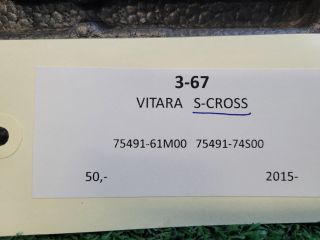 3-67
VITARA S-CROSS
75491-61M00 75491-74S00
50,- 2015-